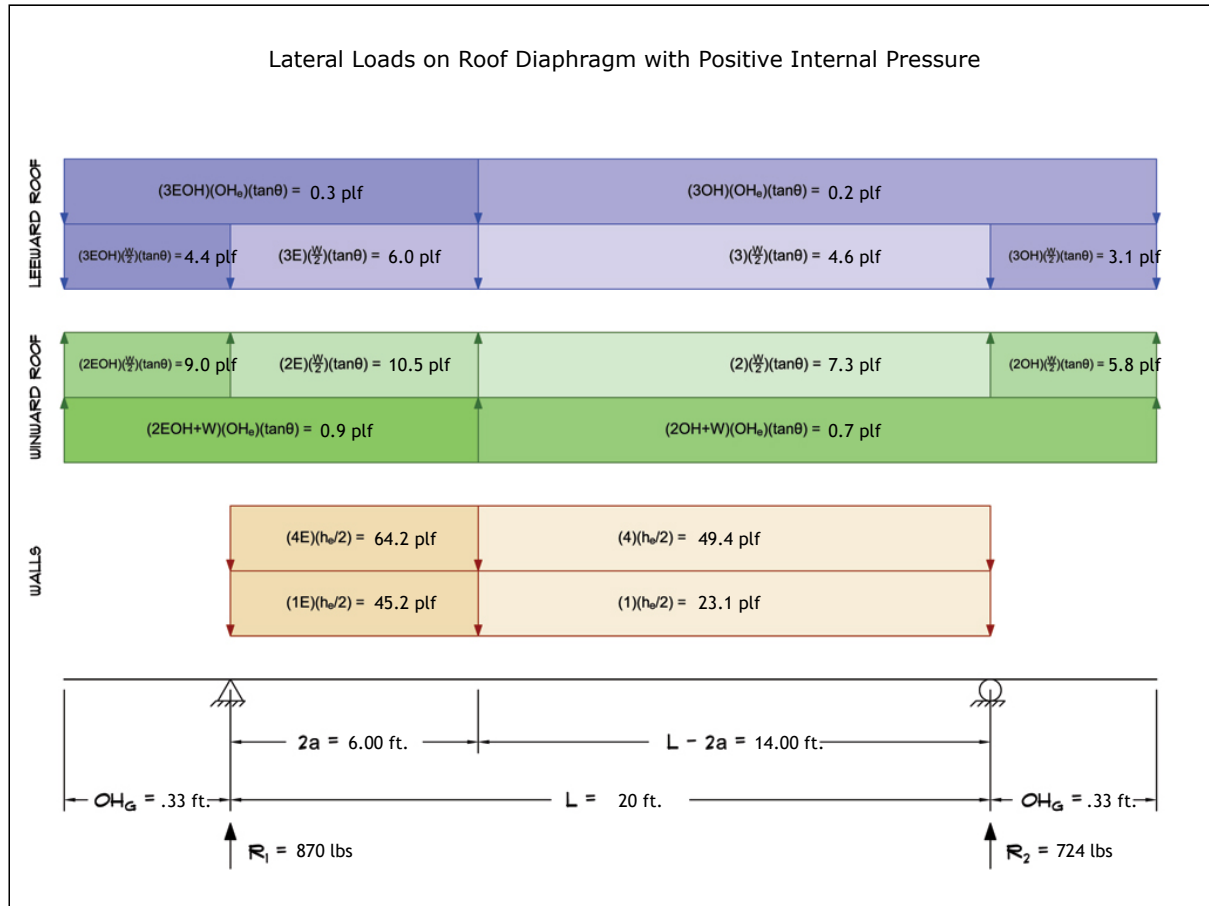 Lateral Loads on Roof Diaphragm with Positive Internal Pressure
LEEWARD ROOF
(3EOH)(OHₑ)(tanθ) = 0.3 plf
(3OH)(OHₑ)(tanθ) = 0.2 plf
(3EOH)(W/2)(tanθ) = 4.4 plf
(3E)(W/2)(tanθ) = 6.0 plf
(3)(W/2)(tanθ) = 4.6 plf
(3OH)(W/2)(tanθ) = 3.1 plf
WINWARD ROOF
(2EOH)(W/2)(tanθ) = 9.0 plf
(2E)(W/2)(tanθ) = 10.5 plf
(2)(W/2)(tanθ) = 7.3 plf
(2OH)(W/2)(tanθ) = 5.8 plf
(2EOH+W)(OHₑ)(tanθ) = 0.9 plf
(2OH+W)(OHₑ)(tanθ) = 0.7 plf
WALLS
(4E)(hₑ/2) = 64.2 plf
(4)(hₑ/2) = 49.4 plf
(1E)(hₑ/2) = 45.2 plf
(1)(hₑ/2) = 23.1 plf
2a = 6.00 ft.
L - 2a = 14.00 ft.
OH_G = .33 ft.
L = 20 ft.
OH_G = .33 ft.
R₁ = 870 lbs
R₂ = 724 lbs